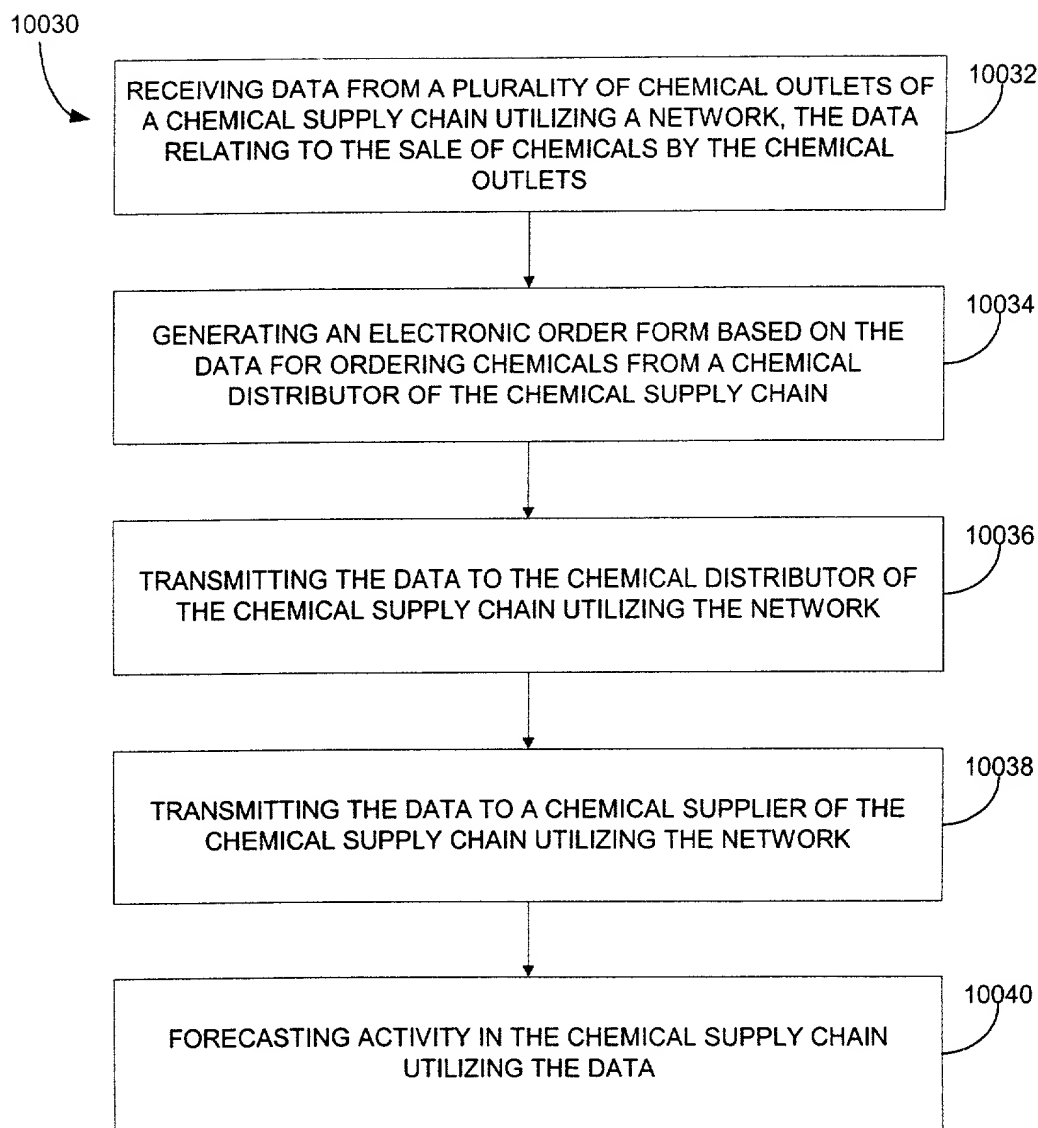 10030
10032
RECEIVING DATA FROM A PLURALITY OF CHEMICAL OUTLETS OF
A CHEMICAL SUPPLY CHAIN UTILIZING A NETWORK, THE DATA
RELATING TO THE SALE OF CHEMICALS BY THE CHEMICAL
OUTLETS
10034
GENERATING AN ELECTRONIC ORDER FORM BASED ON THE
DATA FOR ORDERING CHEMICALS FROM A CHEMICAL
DISTRIBUTOR OF THE CHEMICAL SUPPLY CHAIN
10036
TRANSMITTING THE DATA TO THE CHEMICAL DISTRIBUTOR OF
THE CHEMICAL SUPPLY CHAIN UTILIZING THE NETWORK
10038
TRANSMITTING THE DATA TO A CHEMICAL SUPPLIER OF THE
CHEMICAL SUPPLY CHAIN UTILIZING THE NETWORK
10040
FORECASTING ACTIVITY IN THE CHEMICAL SUPPLY CHAIN
UTILIZING THE DATA